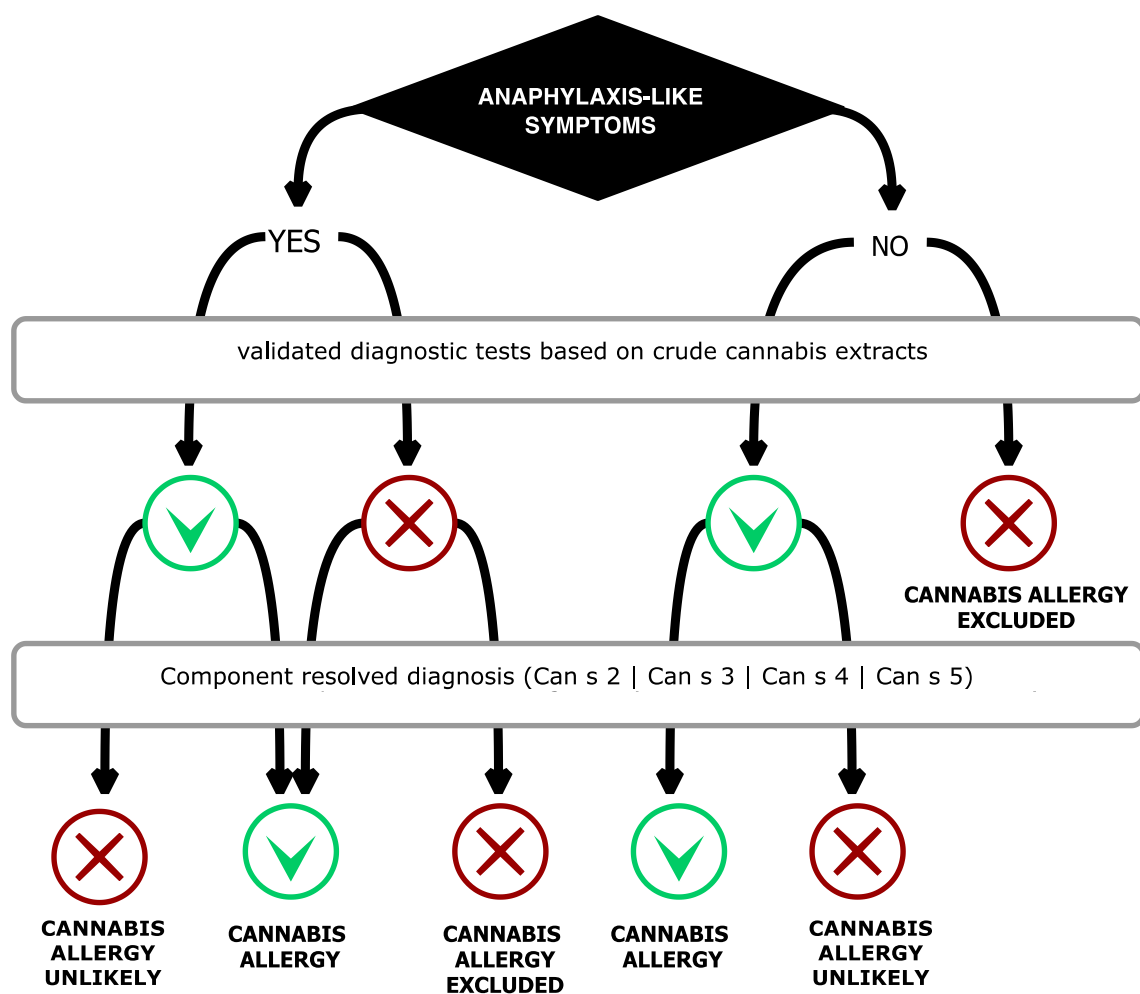 ANAPHYLAXIS-LIKE
SYMPTOMS
YES
NO
validated diagnostic tests based on crude cannabis extracts
CANNABIS ALLERGY
EXCLUDED
Component resolved diagnosis (Can s 2 | Can s 3 | Can s 4 | Can s 5)
CANNABIS
ALLERGY
UNLIKELY
CANNABIS
ALLERGY
CANNABIS
ALLERGY
EXCLUDED
CANNABIS
ALLERGY
CANNABIS
ALLERGY
UNLIKELY